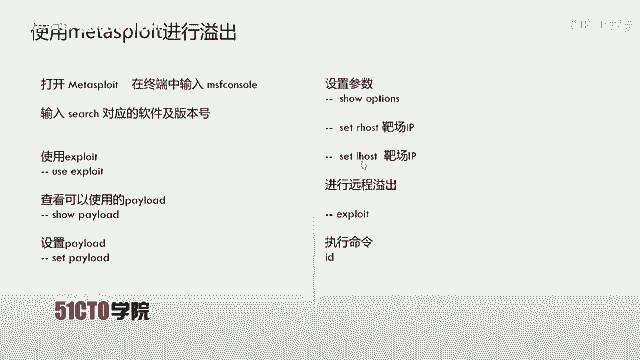 使用metasploit进行溢出
打开 Metasploit 在终端中输入 msfconsole
输入 search 对应的软件及版本号
使用exploit
-- use exploit
查看可以使用的payload
-- show payload
设置payload
-- set payload
设置参数
-- show options
-- set rhost 靶场IP
-- set lhost 靶场IP
进行远程溢出
-- exploit
执行命令
id
51CTO学院